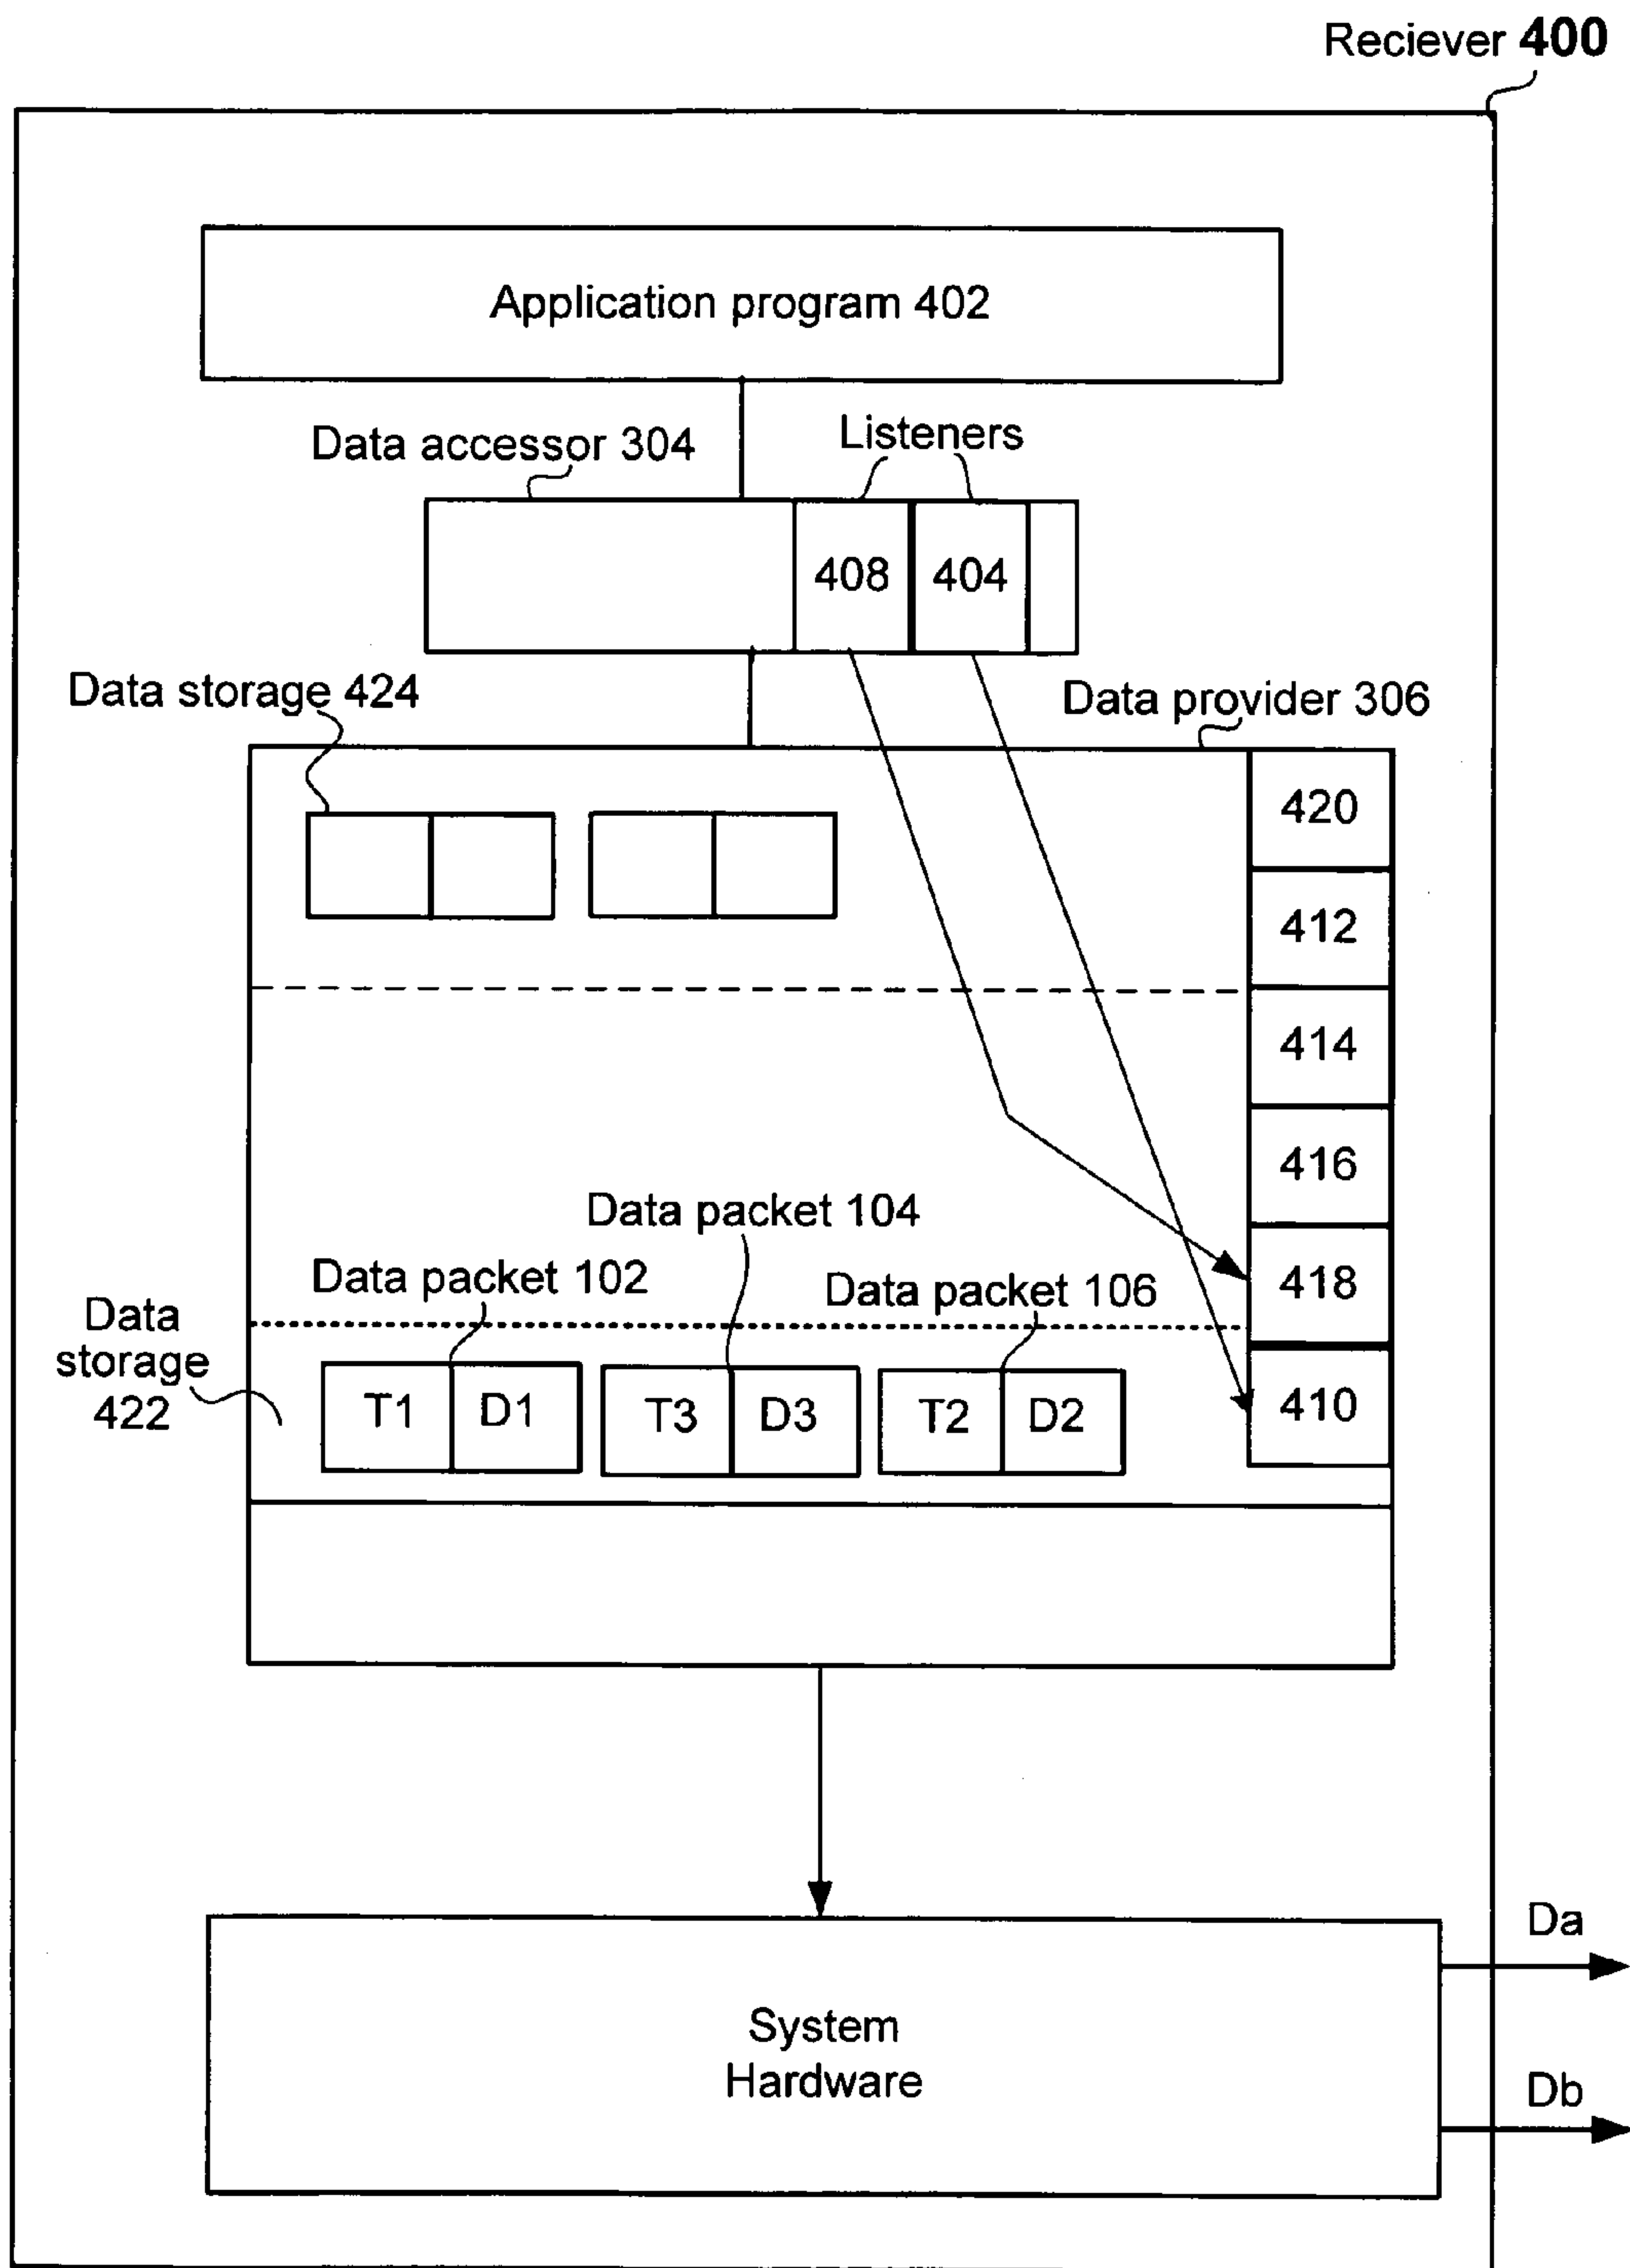 Reciever 400
Application program 402
Data accessor 304
Listeners
408
404
Data storage 424
Data provider 306
420
412
414
416
418
410
Data packet 104
Data packet 102
Data packet 106
Data
storage
422
T1
D1
T3
D3
T2
D2
System
Hardware
Da
Db